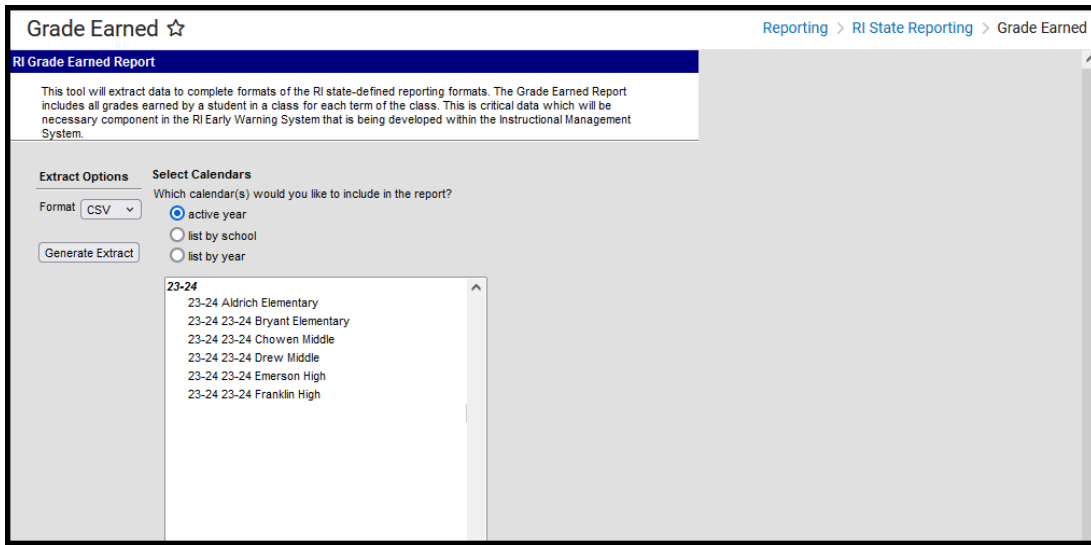 Grade Earned ☆
Reporting > RI State Reporting > Grade Earned
RI Grade Earned Report
This tool will extract data to complete formats of the RI state-defined reporting formats. The Grade Earned Report
includes all grades earned by a student in a class for each term of the class. This is critical data which will be
necessary component in the RI Early Warning System that is being developed within the Instructional Management
System.
Extract Options
Format CSV
Generate Extract
Select Calendars
Which calendar(s) would you like to include in the report?
active year
list by school
list by year
23-24
23-24 Aldrich Elementary
23-24 23-24 Bryant Elementary
23-24 23-24 Chowen Middle
23-24 23-24 Drew Middle
23-24 23-24 Emerson High
23-24 23-24 Franklin High